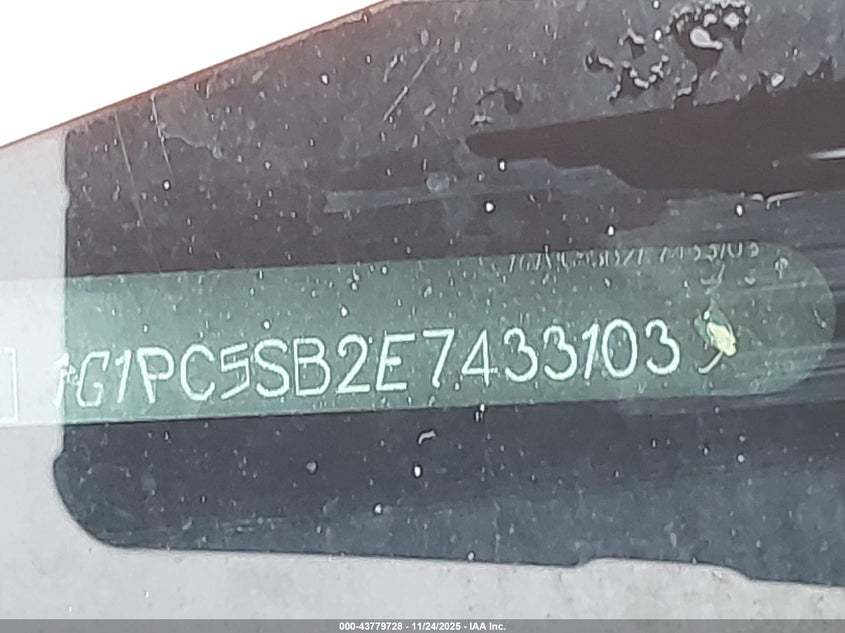 1G1PC5SB2E7433103
000-43779728 - 11/24/2025 - IAA Inc.